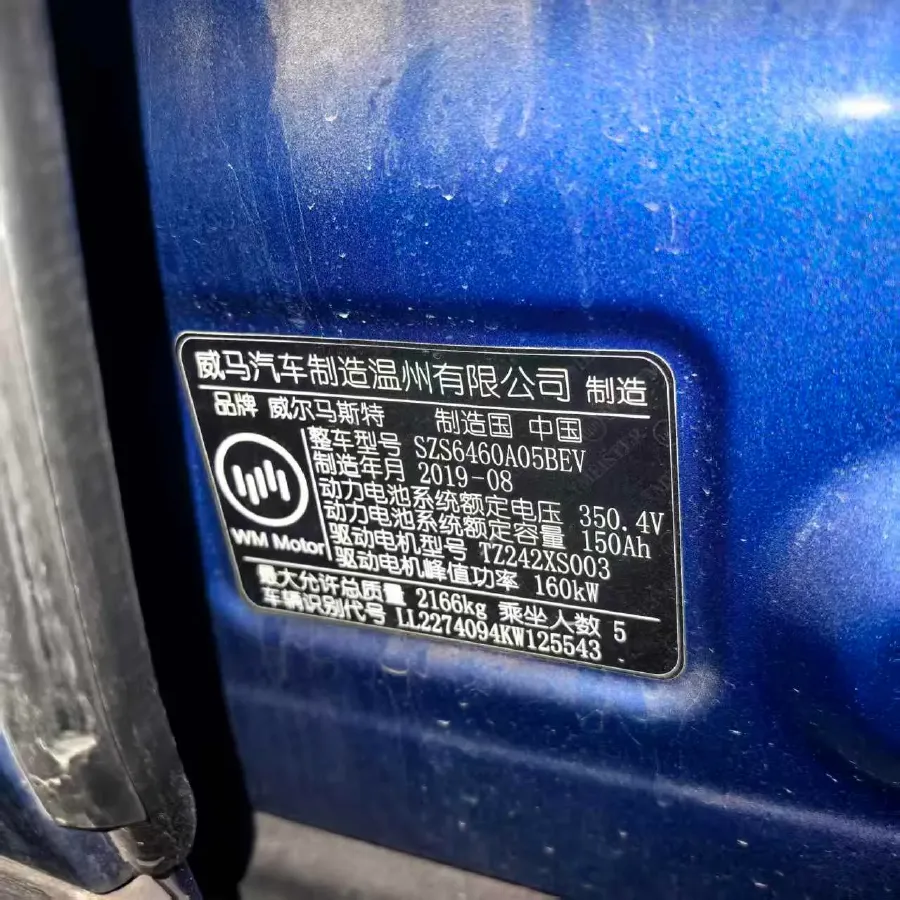 威马汽车制造温州有限公司 制造
品牌 威尔马斯特 制造国 中国
整车型号 SZS6460A05BEV
制造年月 2019-08
动力电池系统额定电压 350.4V
动力电池系统额定容量 150Ah
驱动电机型号 TZ242XS003
驱动电机峰值功率 160kW
WM Motor
最大允许总质量 2166kg 乘坐人数 5
车辆识别代号 LL2274094KW125543